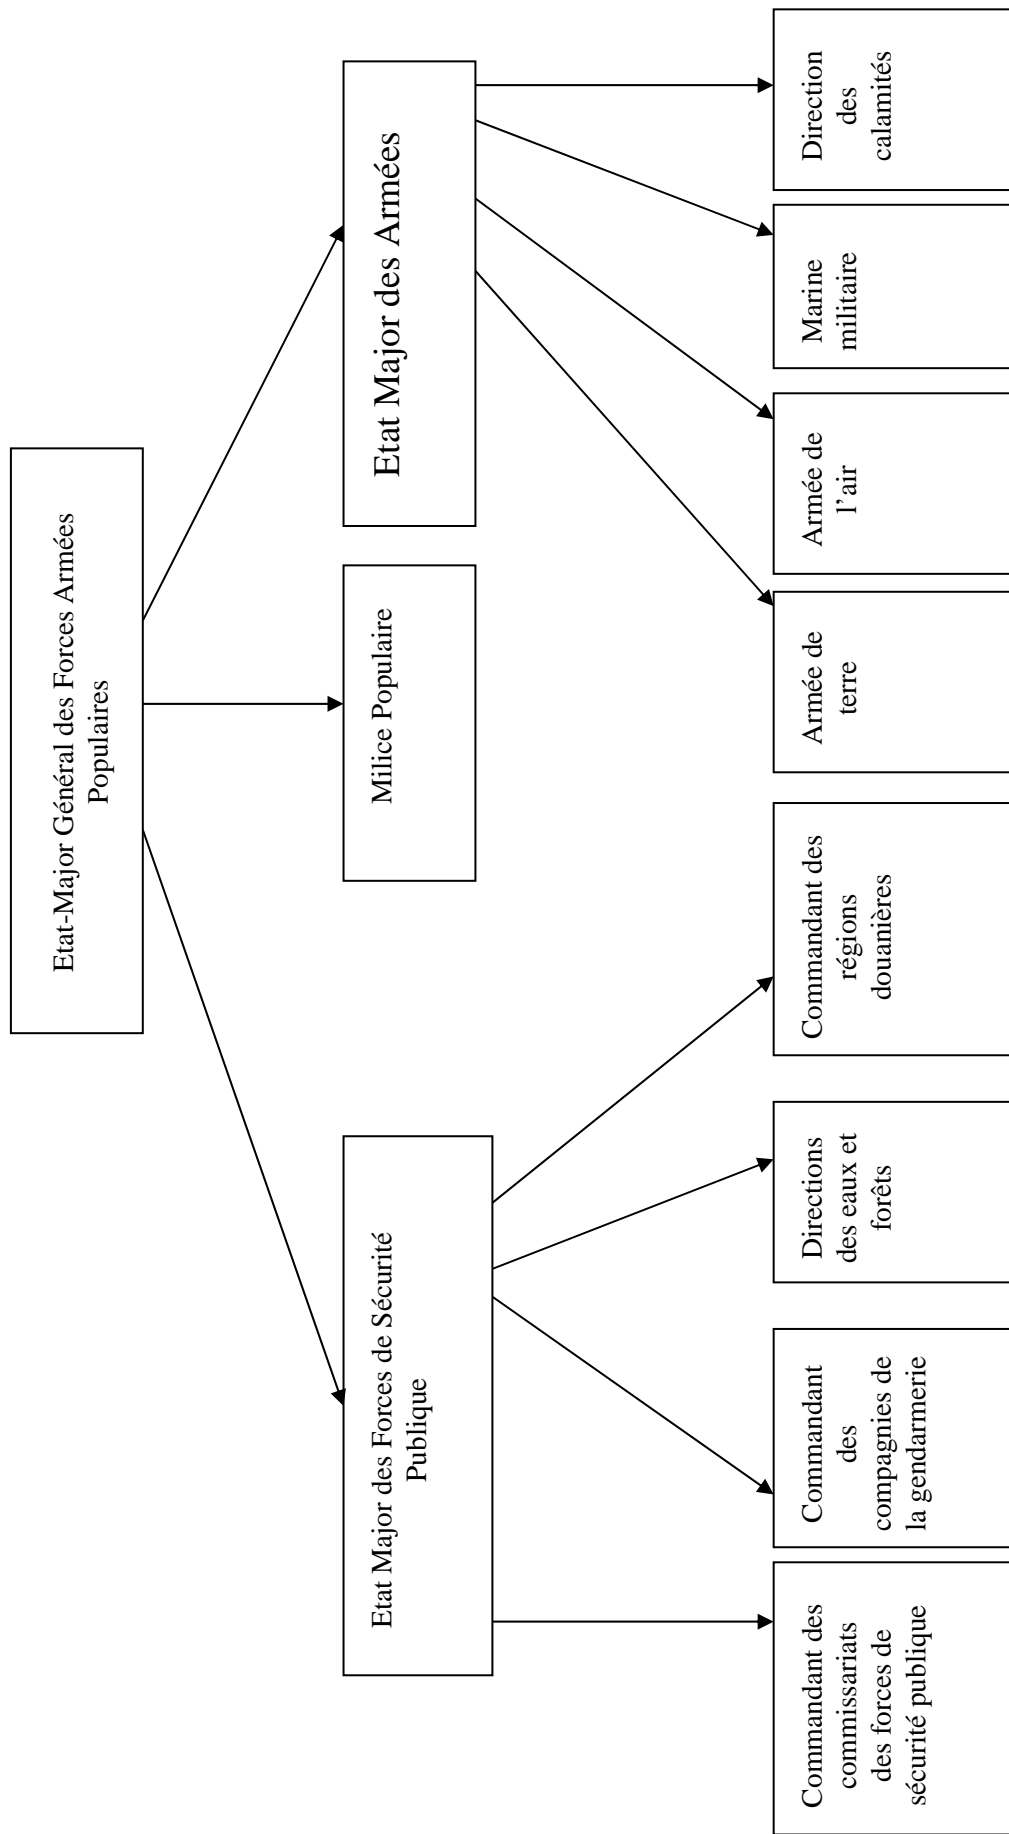 Etat-Major Général des Forces Armées
Populaires
Etat Major des Forces de Sécurité
Publique
Milice Populaire
Etat Major des Armées
Commandant des
commissariats
des forces de
sécurité publique
Commandant
des
compagnies de
la gendarmerie
Directions
des eaux et
forêts
Commandant des
régions
douanières
Armée de
terre
Armée de
l'air
Marine
militaire
Direction
des
calamités